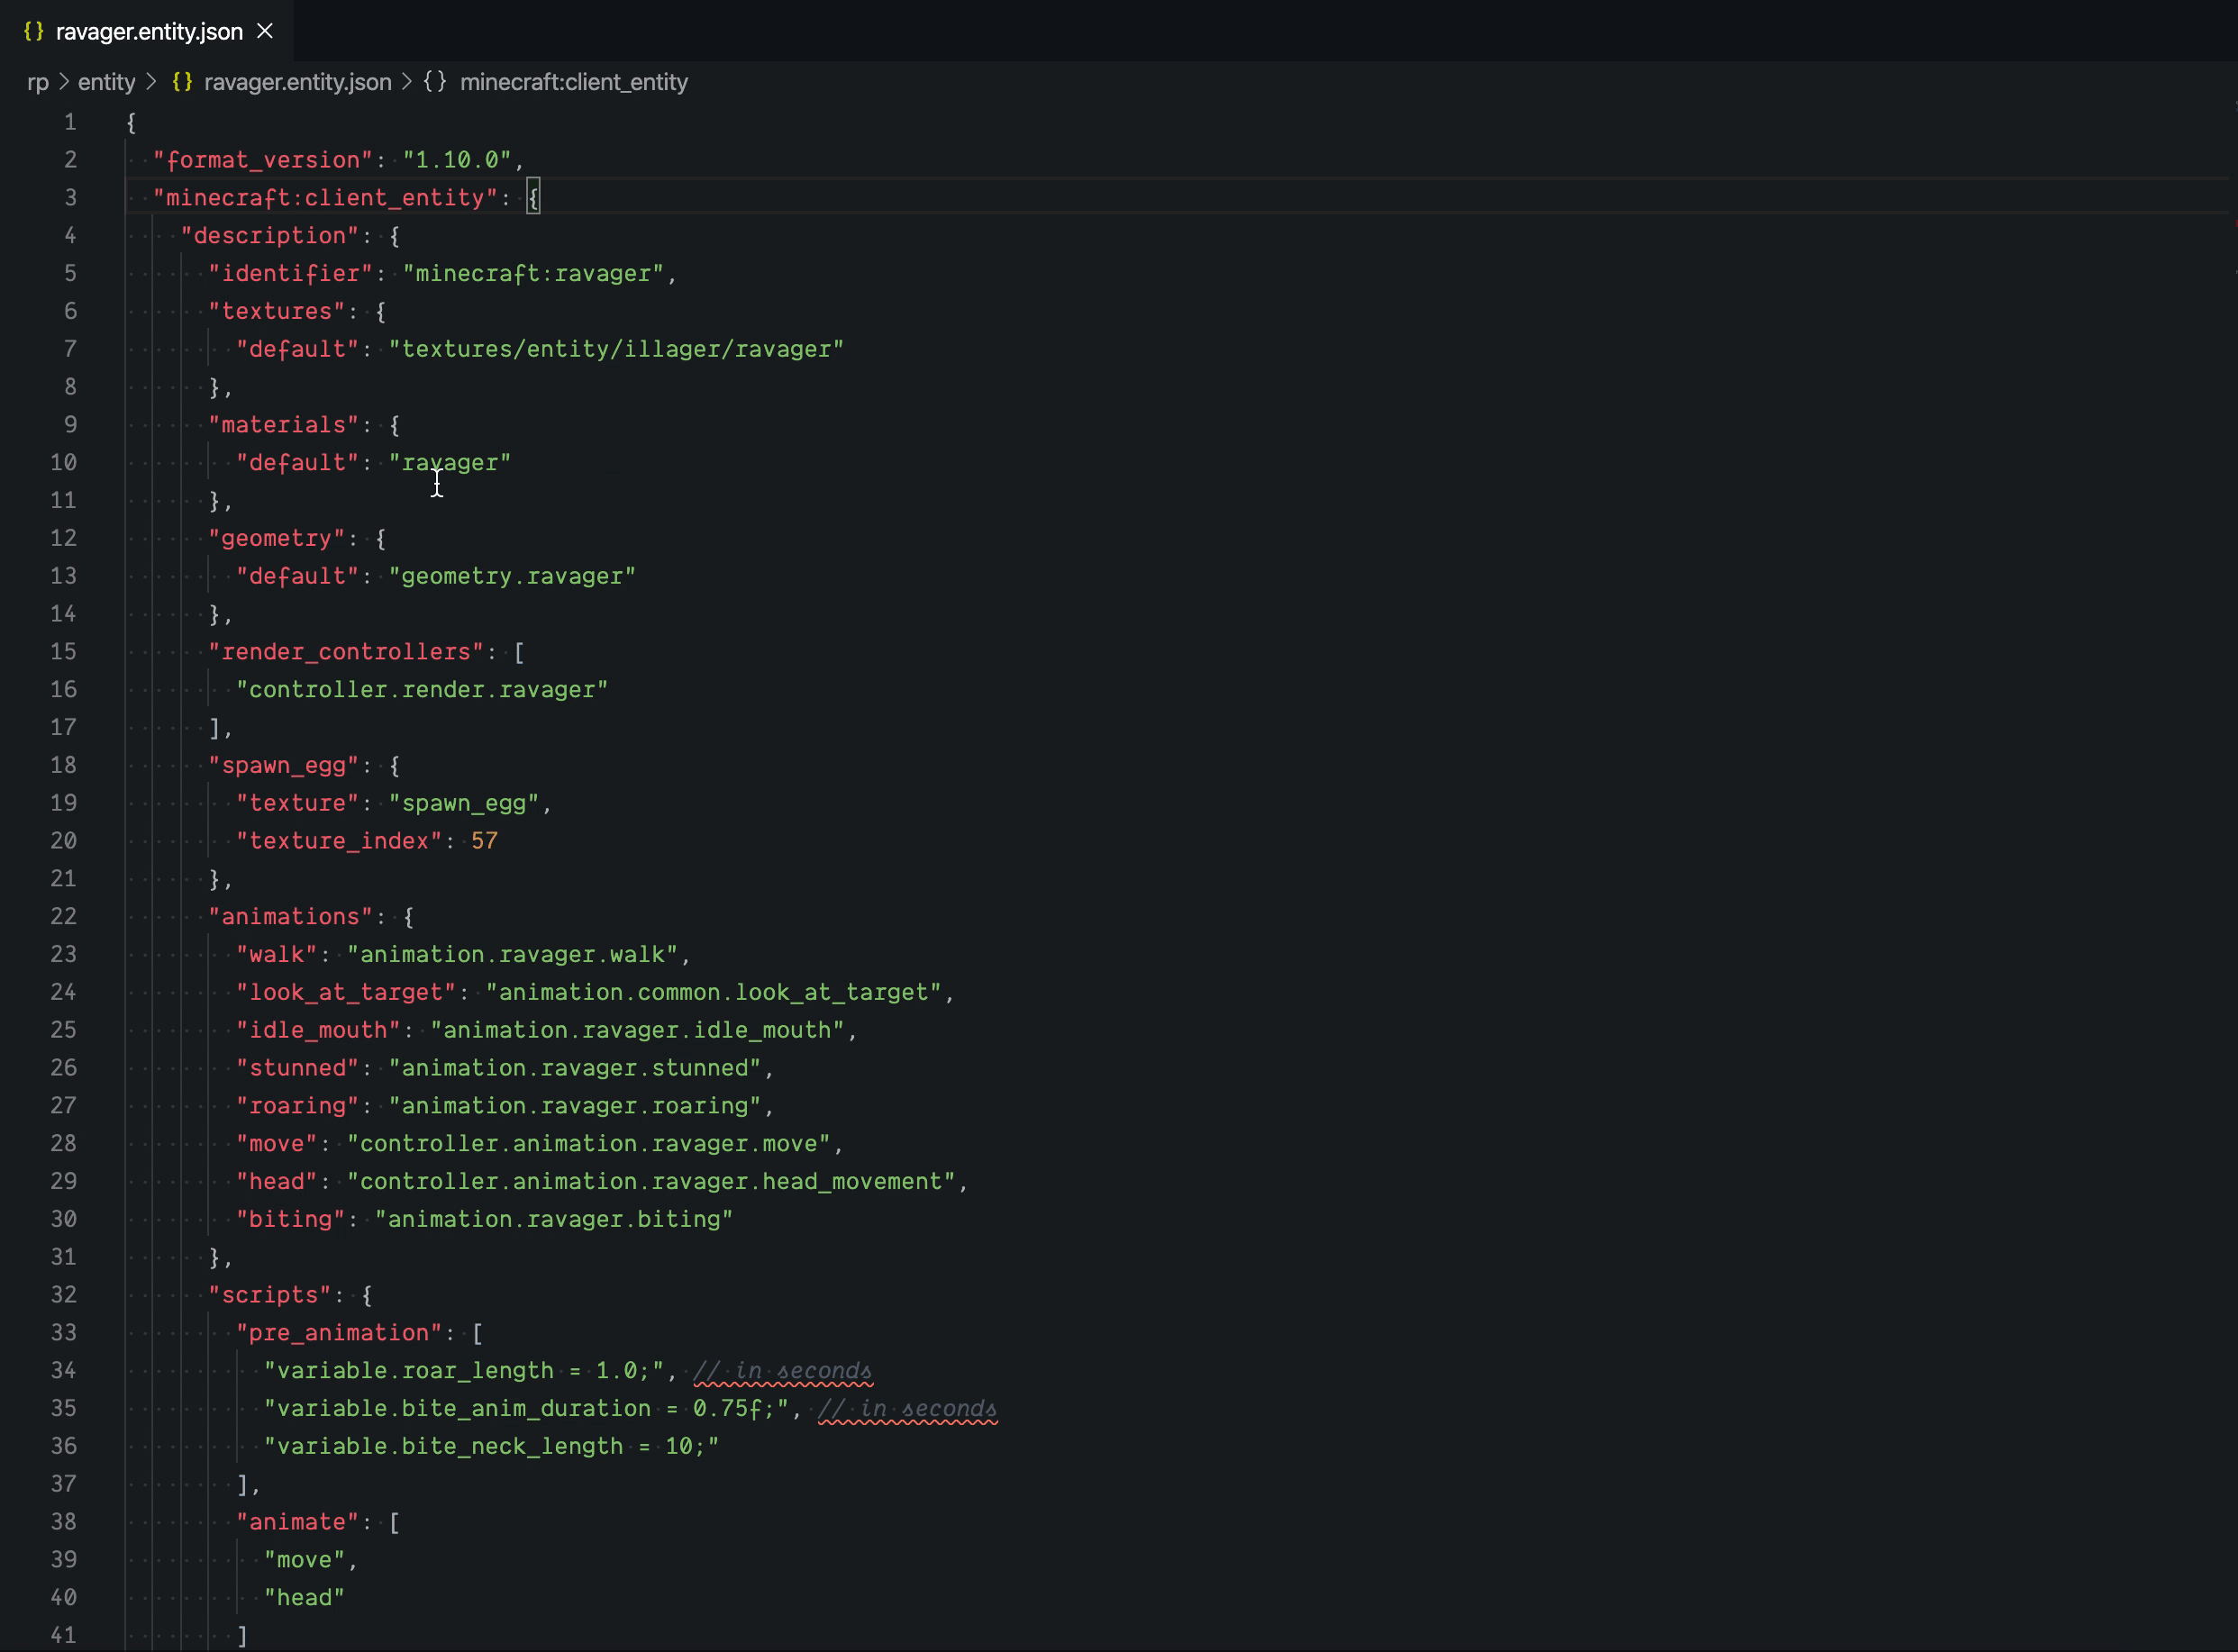 {} ravager.entity.json ×
rp > entity > {} ravager.entity.json > {} minecraft:client_entity
1 {
2 "format_version": "1.10.0",
3 "minecraft:client_entity": {
4 "description": {
5 "identifier": "minecraft:ravager",
6 "textures": {
7 "default": "textures/entity/illager/ravager"
8 },
9 "materials": {
10 "default": "ravager"
11 },
12 "geometry": {
13 "default": "geometry.ravager"
14 },
15 "render_controllers": [
16 "controller.render.ravager"
17 ],
18 "spawn_egg": {
19 "texture": "spawn_egg",
20 "texture_index": 57
21 },
22 "animations": {
23 "walk": "animation.ravager.walk",
24 "look_at_target": "animation.common.look_at_target",
25 "idle_mouth": "animation.ravager.idle_mouth",
26 "stunned": "animation.ravager.stunned",
27 "roaring": "animation.ravager.roaring",
28 "move": "controller.animation.ravager.move",
29 "head": "controller.animation.ravager.head_movement",
30 "biting": "animation.ravager.biting"
31 },
32 "scripts": {
33 "pre_animation": [
34 "variable.roar_length = 1.0;", // in seconds
35 "variable.bite_anim_duration = 0.75f;", // in seconds
36 "variable.bite_neck_length = 10;"
37 ],
38 "animate": [
39 "move",
40 "head"
41 ]